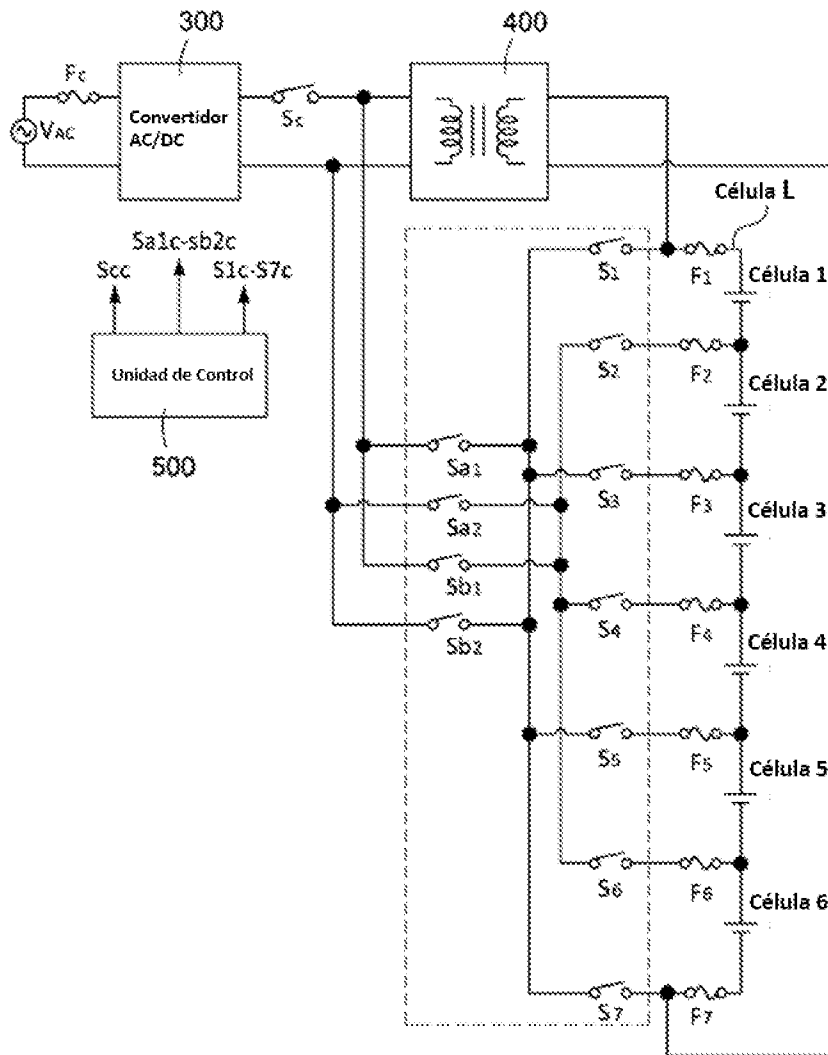 300
400
Fc
VAC
Convertidor
AC/DC
Sc
Célula L
Sa1c-sb2c
Scc
S1c-S7c
Unidad de Control
500
S1
F1
Célula 1
S2
F2
Célula 2
Sa1
S3
F3
Célula 3
Sa2
Sb1
S4
F4
Célula 4
Sb2
S5
F5
Célula 5
S6
F6
Célula 6
S7
F7